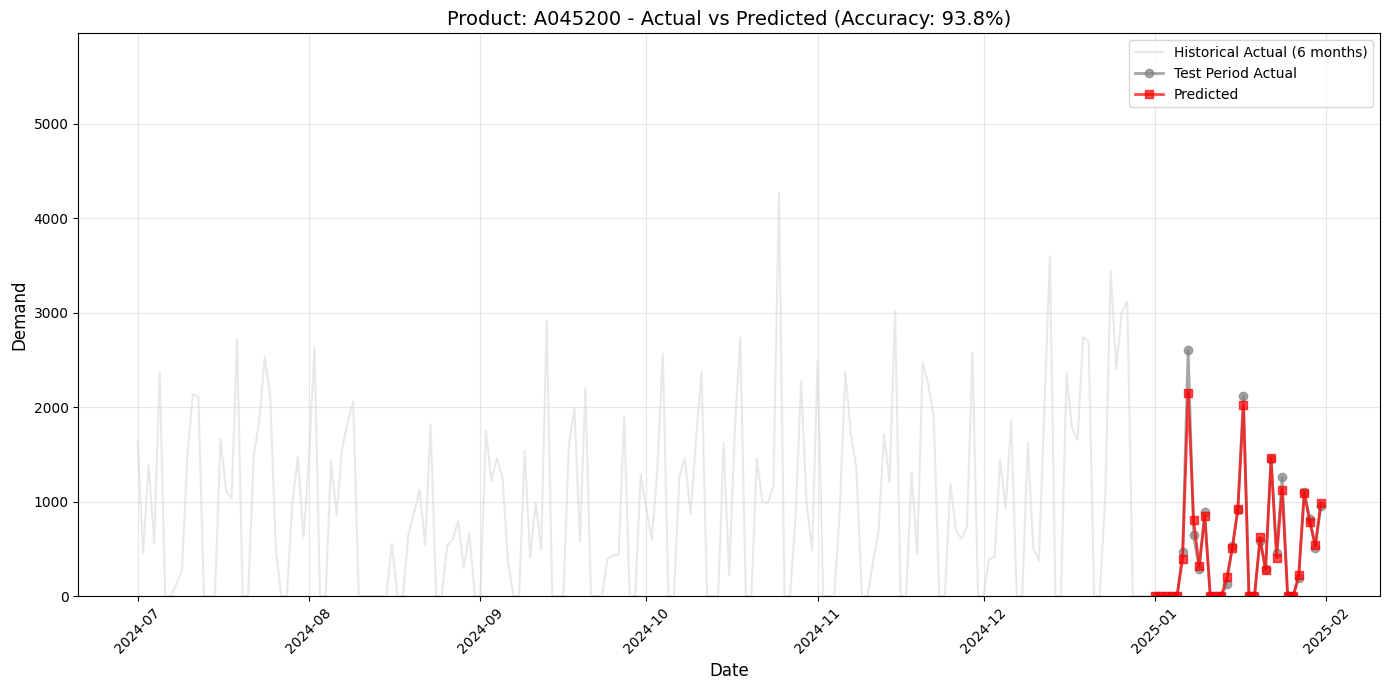 Product: A045200 - Actual vs Predicted (Accuracy: 93.8%)
Historical Actual (6 months)
Test Period Actual
Predicted
Demand
5000
4000
3000
2000
1000
0
2024-07
2024-08
2024-09
2024-10
2024-11
2024-12
2025-01
2025-02
Date